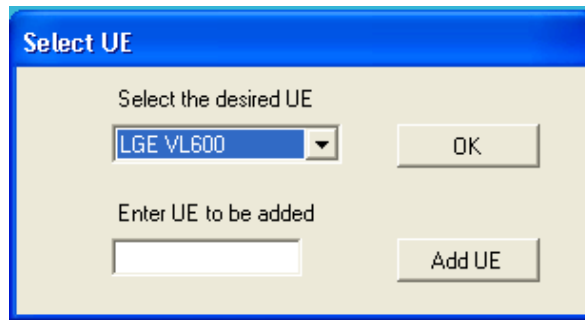 Select UE
Select the desired UE
LGE VL600
OK
Enter UE to be added
Add UE